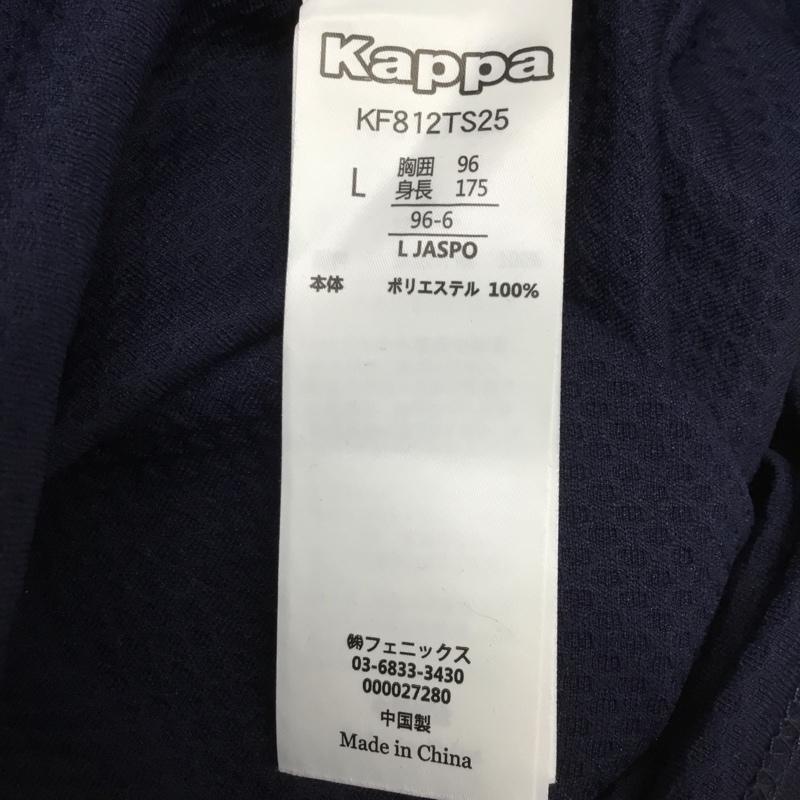 Kappa
KF812TS25
L 胸囲 96
身長 175
96-6
L JASPO
本体 ポリエステル 100%
㈱フェニックス
03-6833-3430
000027280
中国製
Made in China